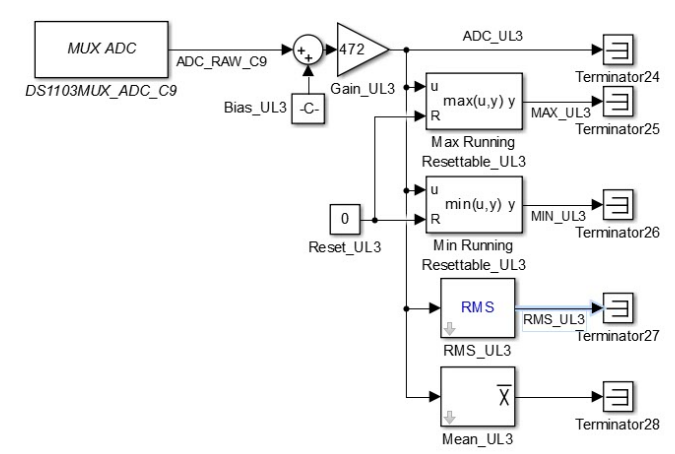 MUX ADC
DS1103MUX_ADC_C9
ADC_RAW_C9
+
+
-C-
Bias_UL3
472
Gain_UL3
ADC_UL3
Terminator24
u
R
max(u,y) y
Max Running
Resettable_UL3
MAX_UL3
Terminator25
0
Reset_UL3
u
R
min(u,y) y
Min Running
Resettable_UL3
MIN_UL3
Terminator26
RMS
RMS_UL3
RMS_UL3
Terminator27
X
Mean_UL3
Terminator28